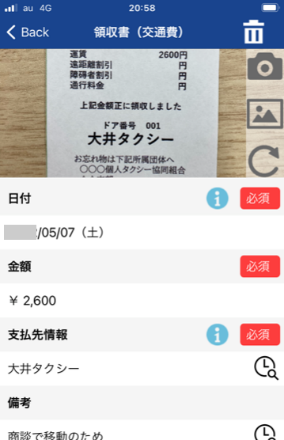 au 4G 20:58
Back 領収書（交通費）
運賃 2600円
遠距離割引 円
障害者割引 円
通行料金 円
上記金額正に領収しました
ドア番号 001
大井タクシー
お忘れ物は下記所属団体へ
〇〇〇個人タクシー協同組合
日付 必須
/05/07（土）
金額 必須
¥ 2,600
支払先情報 必須
大井タクシー
備考
商談で移動のため